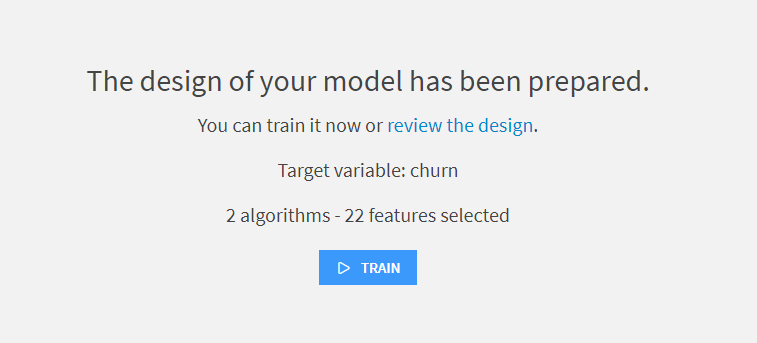 The design of your model has been prepared.
You can train it now or review the design.
Target variable: churn
2 algorithms - 22 features selected
TRAIN